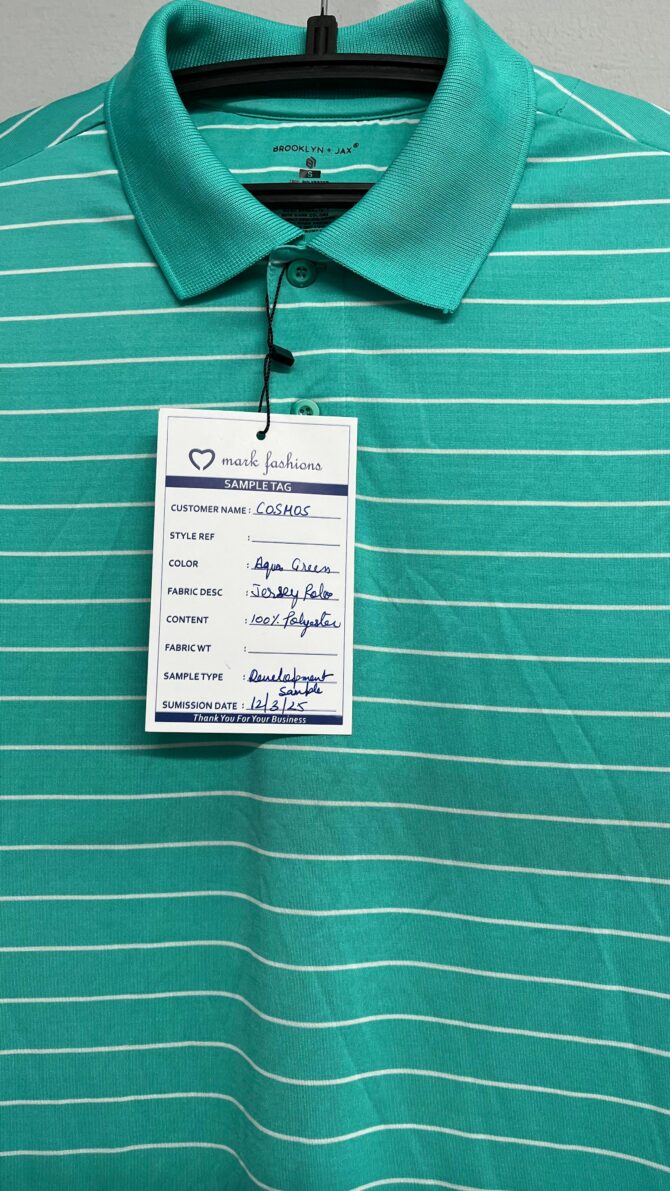 BROOKLYN + JAX®
S
mark fashions
SAMPLE TAG
CUSTOMER NAME : COSMOS
STYLE REF :
COLOR : Aqua Green
FABRIC DESC : Jersey Polo
CONTENT : 100% Polyester
FABRIC WT :
SAMPLE TYPE : Development
Sample
SUMISSION DATE : 12/3/25
Thank You For Your Business